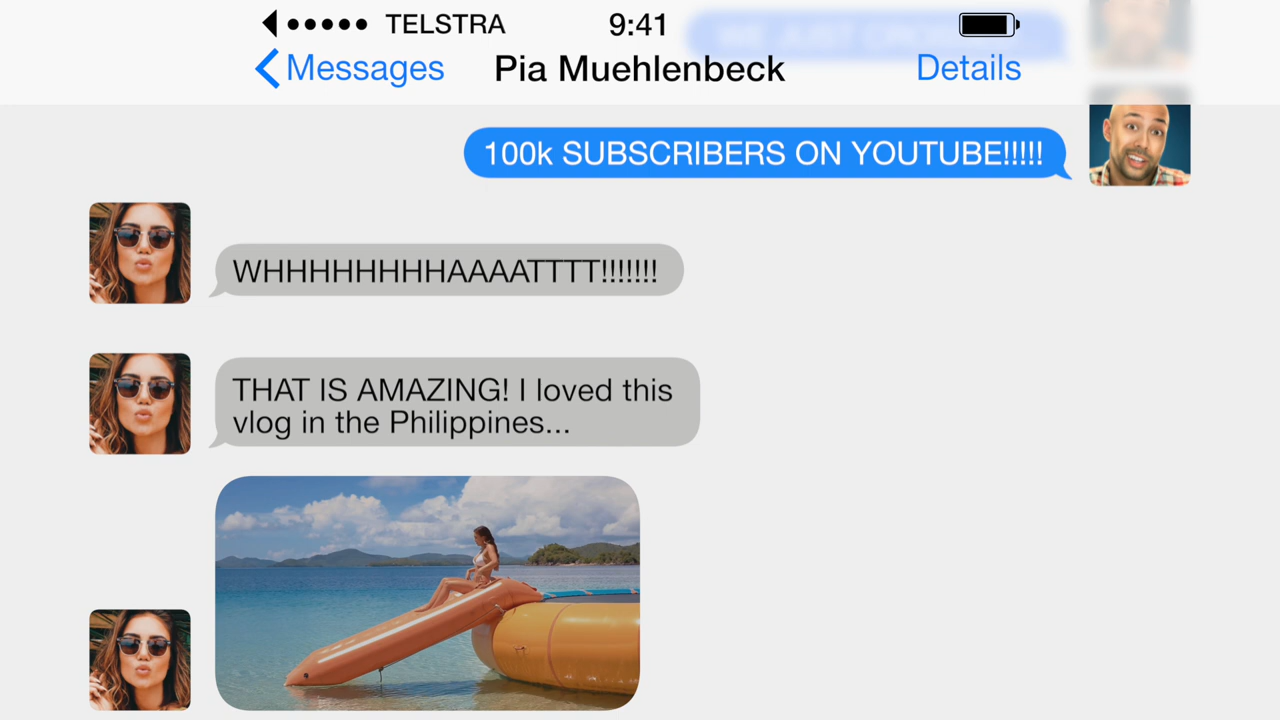 TELSTRA
9:41
Messages
Pia Muehlenbeck
Details
100k SUBSCRIBERS ON YOUTUBE!!!!!
WHHHHHHHHAAAATTTT!!!!!!!
THAT IS AMAZING! I loved this
vlog in the Philippines...